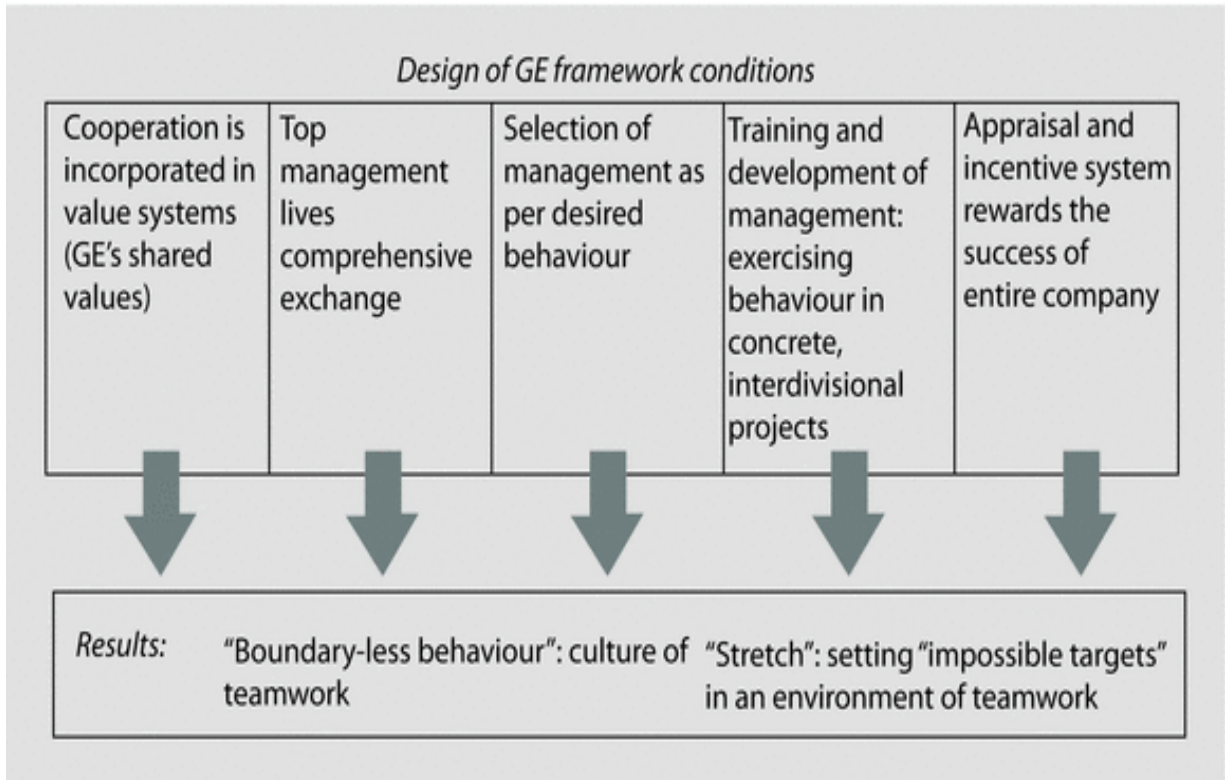 Design of GE framework conditions
Cooperation is
incorporated in
value systems
(GE’s shared
values)
Top
management
lives
comprehensive
exchange
Selection of
management as
per desired
behaviour
Training and
development of
management:
exercising
behaviour in
concrete,
interdivisional
projects
Appraisal and
incentive system
rewards the
success of
entire company
Results:
“Boundary-less behaviour”: culture of
teamwork
“Stretch”: setting “impossible targets”
in an environment of teamwork